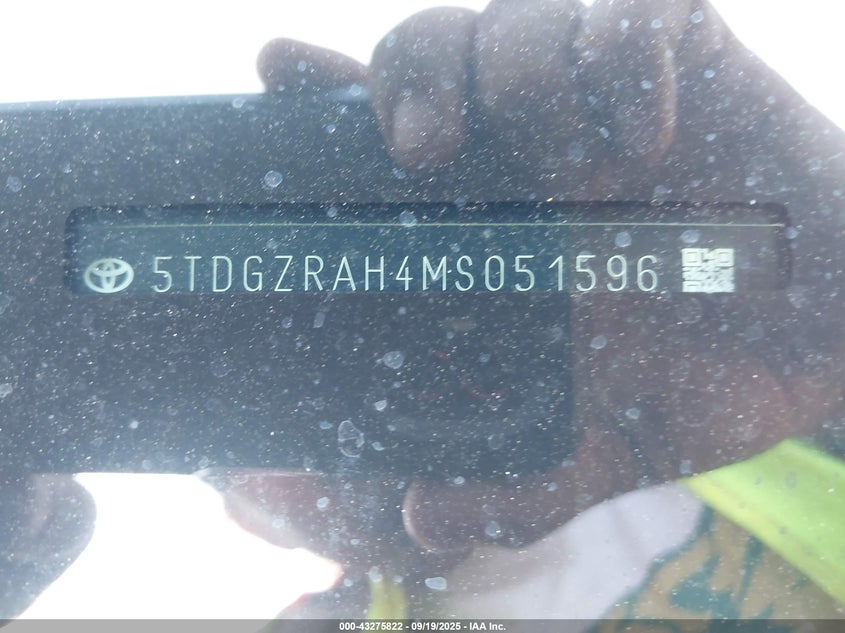 5TDGZRAH4MS051596
000-43275822 - 09/19/2025 - IAA Inc.